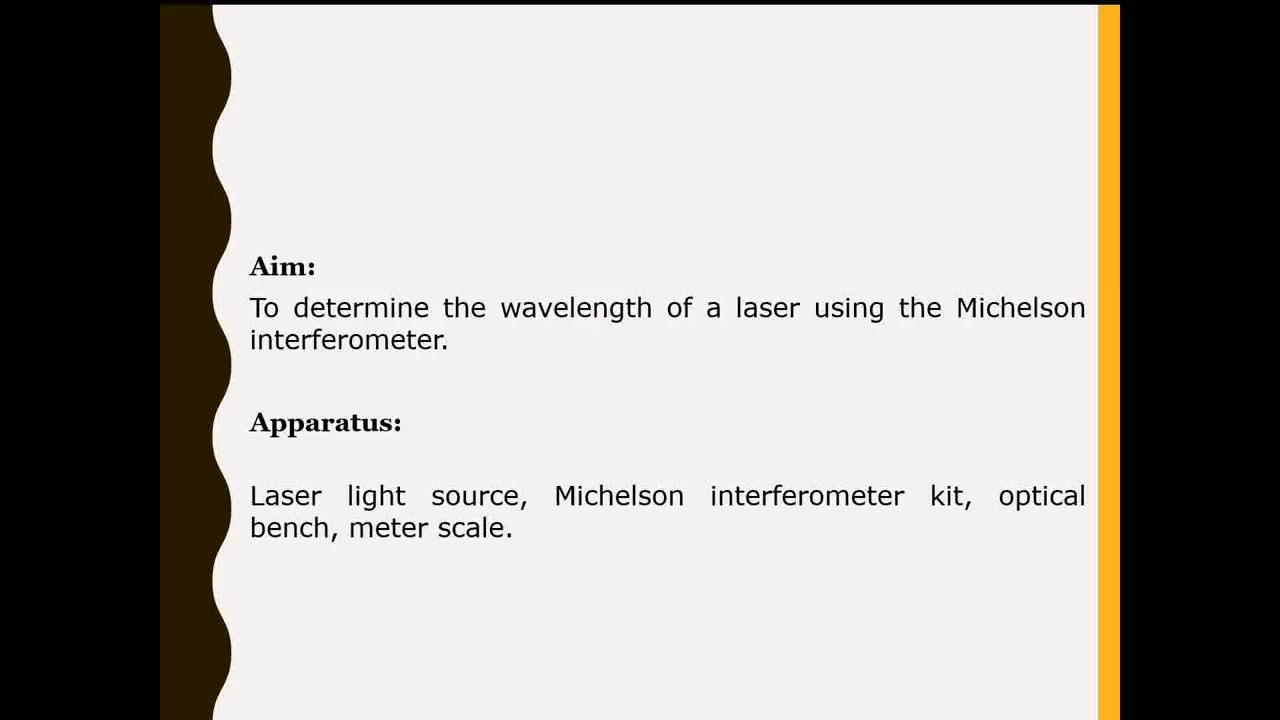 Aim:
To determine the wavelength of a laser using the Michelson
interferometer.
Apparatus:
Laser light source, Michelson interferometer kit, optical
bench, meter scale.